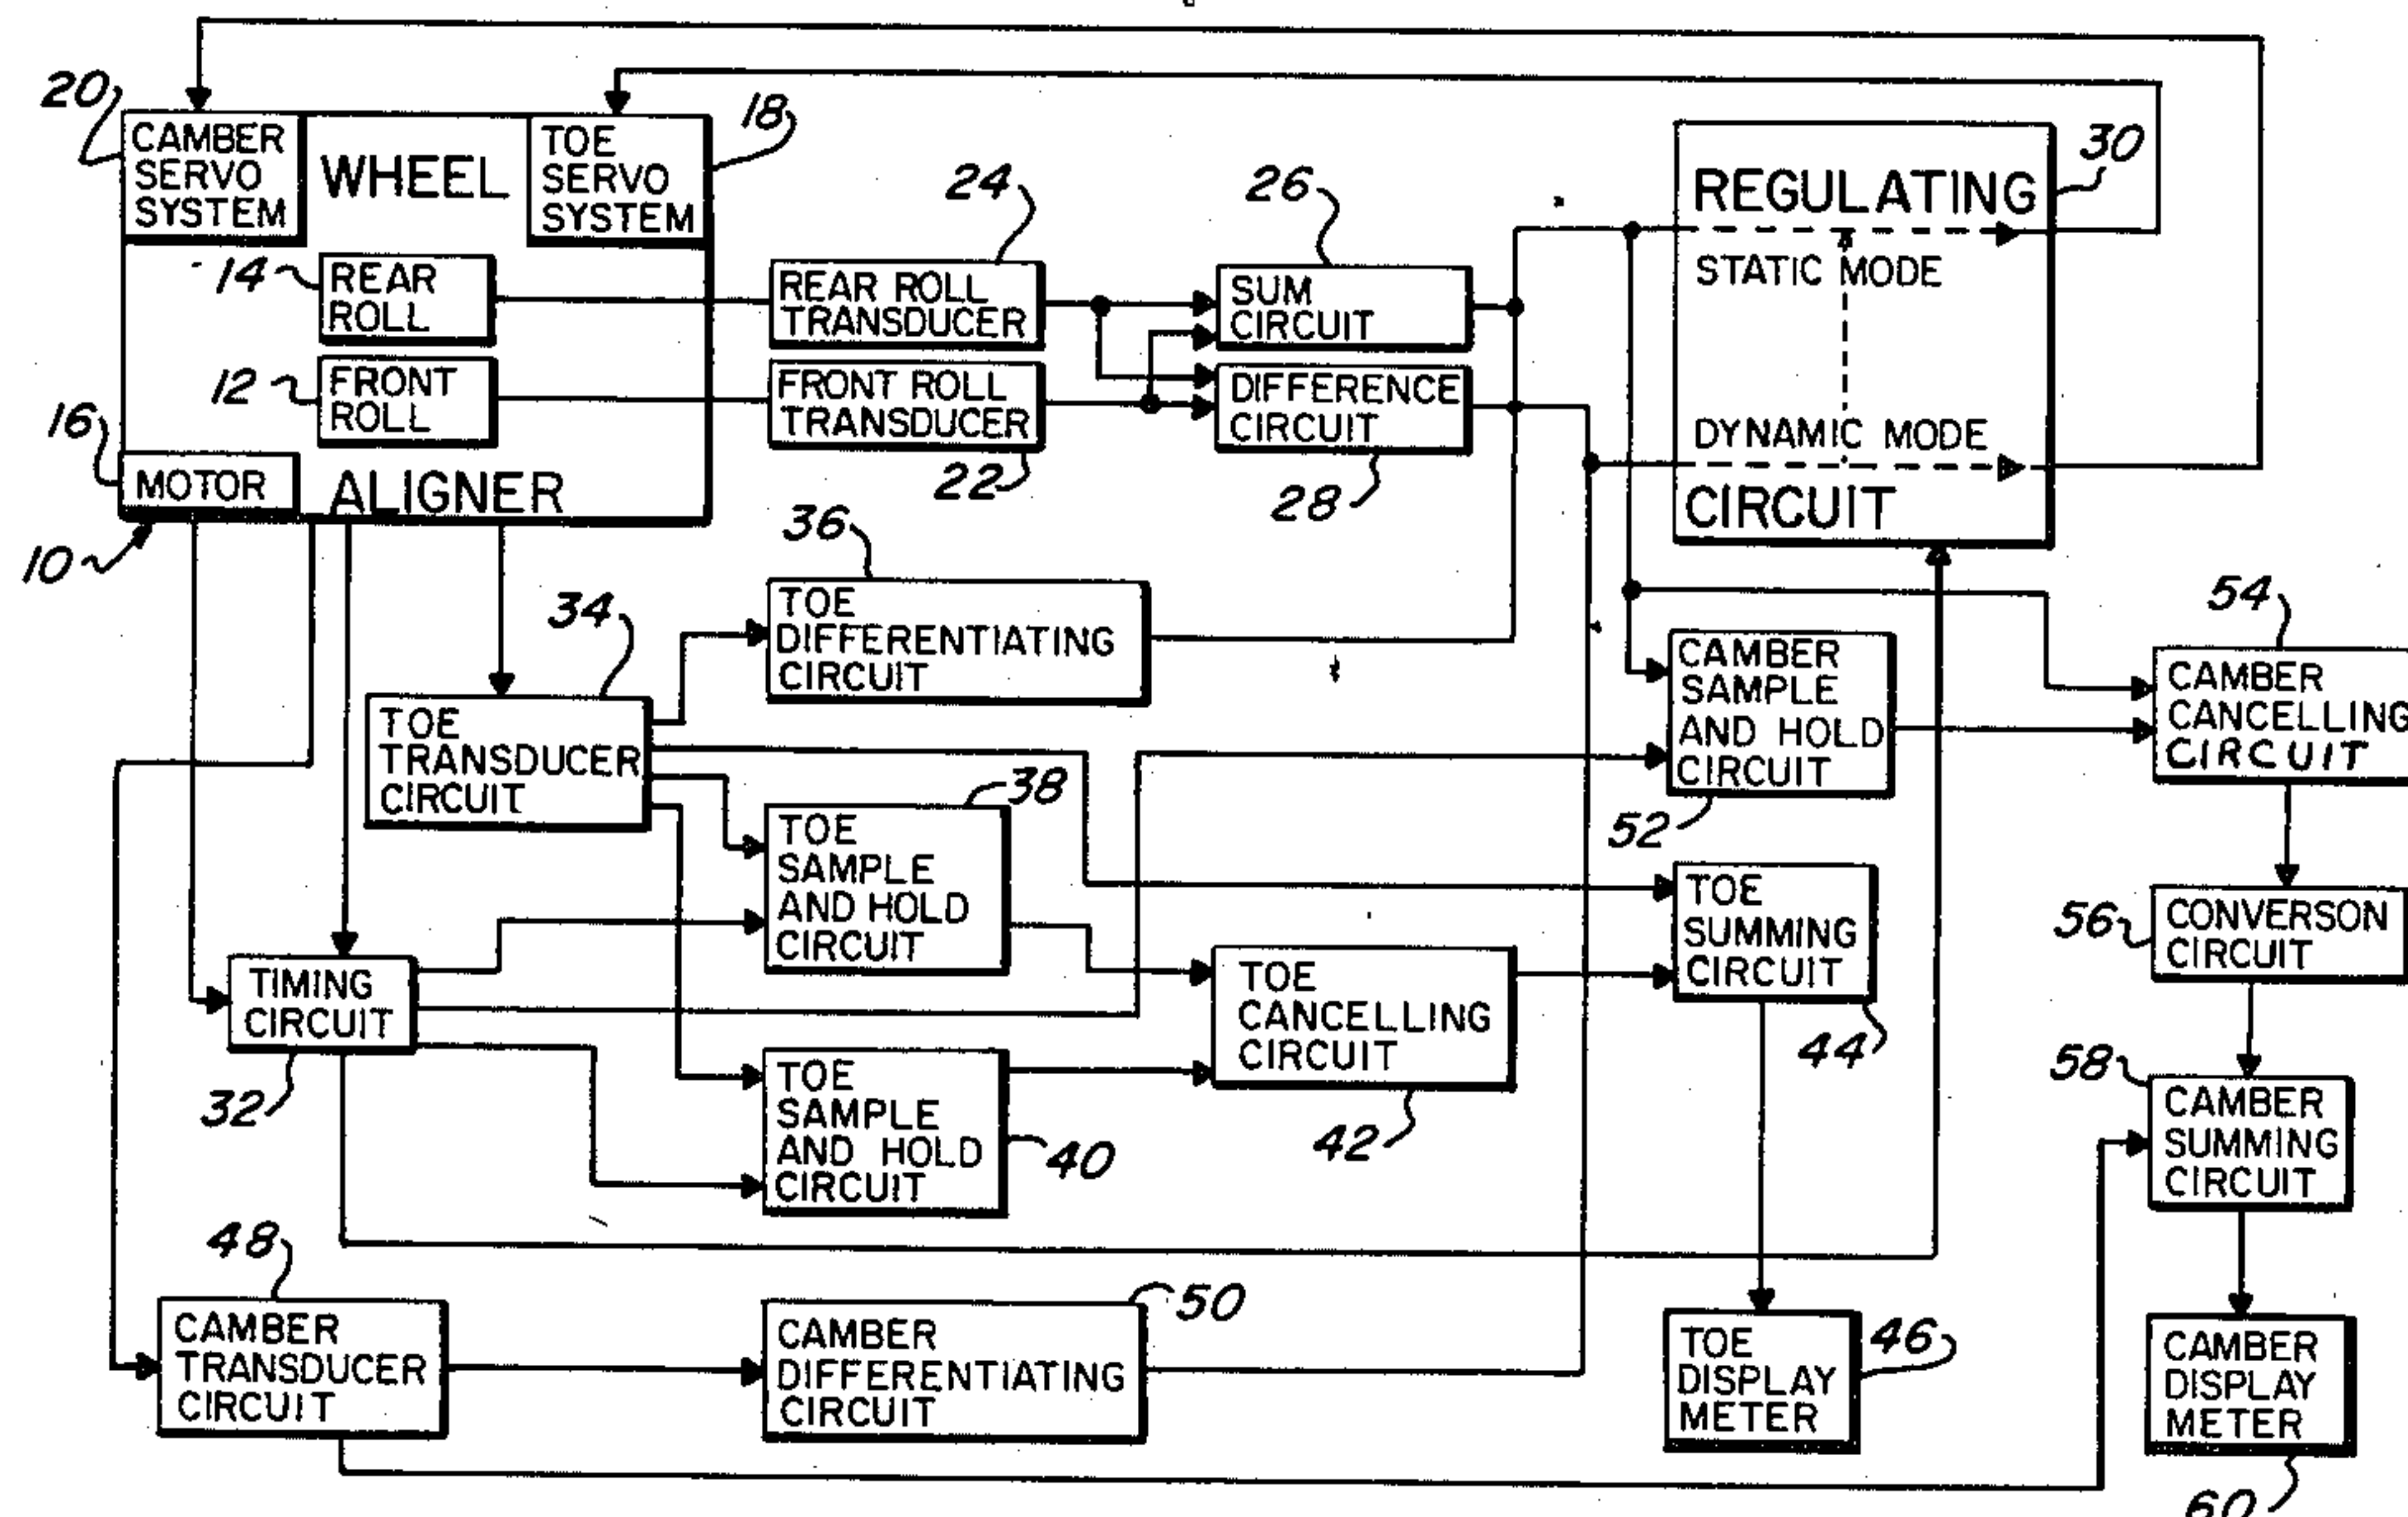 20
CAMBER
SERVO
SYSTEM
WHEEL
TOE
SERVO
SYSTEM
18
14
REAR
ROLL
12
FRONT
ROLL
16
MOTOR
ALIGNER
10
24
REAR ROLL
TRANSDUCER
FRONT ROLL
TRANSDUCER
22
26
SUM
CIRCUIT
DIFFERENCE
CIRCUIT
28
30
REGULATING
STATIC MODE
DYNAMIC MODE
CIRCUIT
36
TOE
DIFFERENTIATING
CIRCUIT
34
TOE
TRANSDUCER
CIRCUIT
38
TOE
SAMPLE
AND HOLD
CIRCUIT
CAMBER
SAMPLE
AND HOLD
CIRCUIT
52
54
CAMBER
CANCELLING
CIRCUIT
TIMING
CIRCUIT
32
TOE
SAMPLE
AND HOLD
CIRCUIT
40
TOE
CANCELLING
CIRCUIT
42
TOE
SUMMING
CIRCUIT
44
56
CONVERSON
CIRCUIT
58
CAMBER
SUMMING
CIRCUIT
48
CAMBER
TRANSDUCER
CIRCUIT
50
CAMBER
DIFFERENTIATING
CIRCUIT
TOE
DISPLAY
METER
46
CAMBER
DISPLAY
METER
60